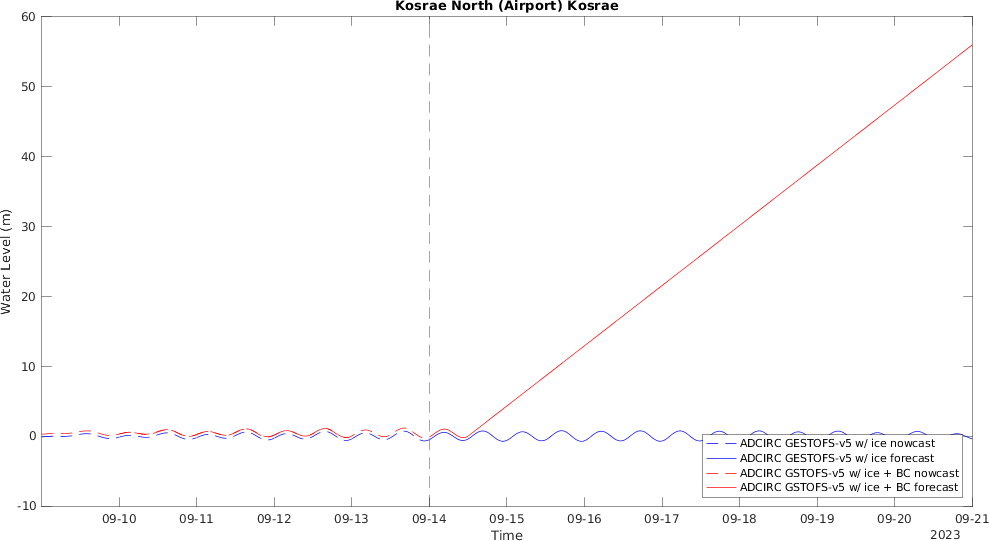 Kosrae North (Airport) Kosrae
60
50
40
30
20
10
0
-10
Water Level (m)
ADCIRC GESTOFS-v5 w/ ice nowcast
ADCIRC GESTOFS-v5 w/ ice forecast
ADCIRC GSTOFS-v5 w/ ice + BC nowcast
ADCIRC GSTOFS-v5 w/ ice + BC forecast
09-10 09-11 09-12 09-13 09-14 09-15 09-16 09-17 09-18 09-19 09-20 09-21
Time
2023